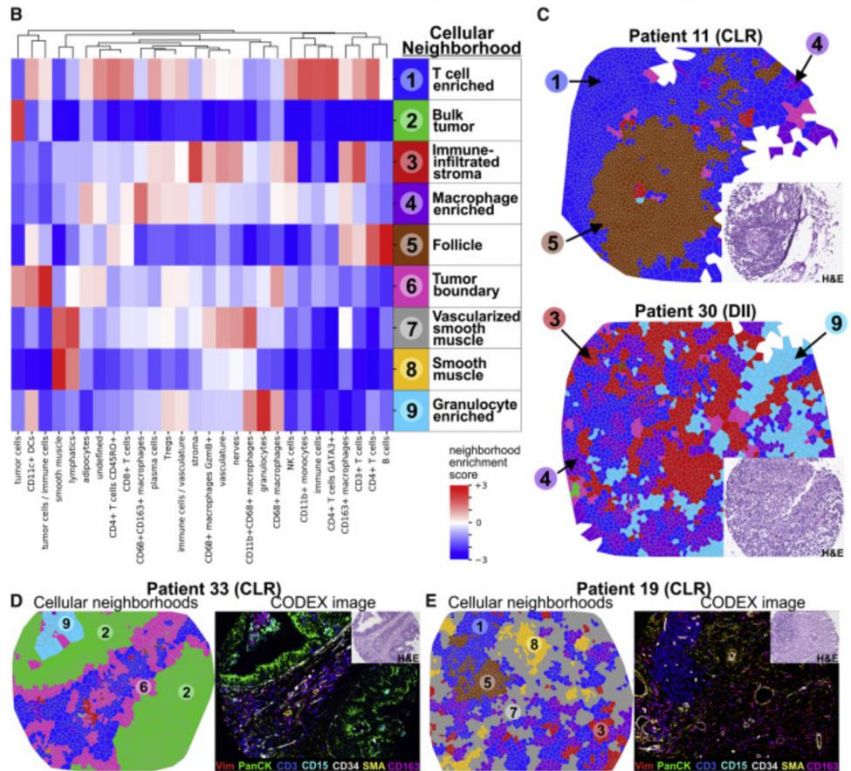 B
Cellular
Neighborhood
1 T cell
enriched
2 Bulk
tumor
3 Immune-
infiltrated
stroma
4 Macrophage
enriched
5 Follicle
6 Tumor
boundary
7 Vascularized
smooth
muscle
8 Smooth
muscle
9 Granulocyte
enriched
tumor cells
CD11c+ DCs
tumor cells / immune cells
smooth muscle
lymphatics
adipocytes
undefined
CD4+ T cells CD45RO+
CD8+ T cells
CD68+CD163+ macrophages
plasma cells
Tregs
immune cells / vasculature
stroma
CD68+ macrophages GzmB+
vasculature
nerves
CD11b+CD68+ macrophages
granulocytes
CD68+ macrophages
NK cells
CD11b+ monocytes
immune cells
CD4+ T cells GATA3+
CD163+ macrophages
CD3+ T cells
CD4+ T cells
B cells
neighborhood
enrichment
score
+3
0
−3
C
Patient 11 (CLR)
4
1
5
H&E
Patient 30 (DII)
3
9
4
H&E
D
Patient 33 (CLR)
Cellular neighborhoods
CODEX image
9
2
6
2
H&E
Vim PanCK CD3 CD15 CD34 SMA CD163
E
Patient 19 (CLR)
Cellular neighborhoods
CODEX image
1
8
5
7
3
H&E
Vim PanCK CD3 CD15 CD34 SMA CD163